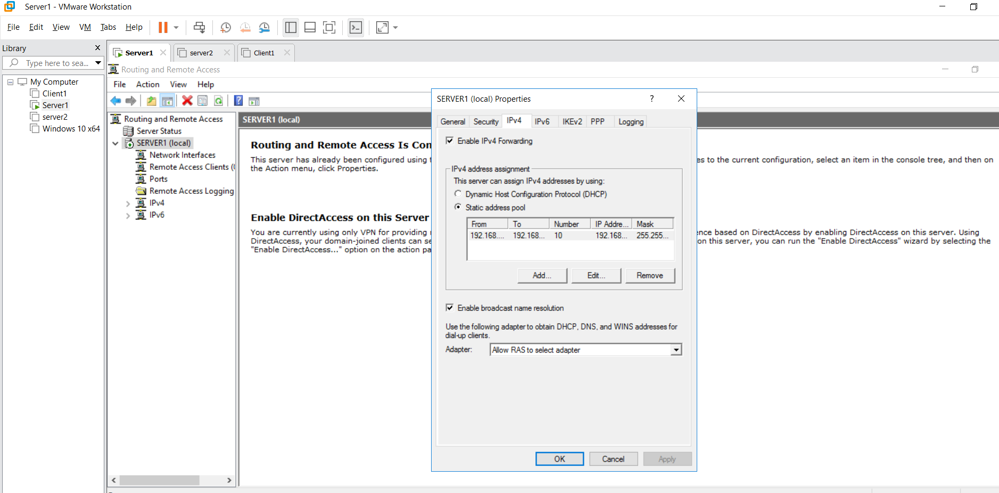 Server1 - VMware Workstation
File Edit View VM Tabs Help
Library
Type here to sea...
My Computer
Client1
Server1
server2
Windows 10 x64
Server1 server2 Client1
Routing and Remote Access
File Action View Help
Routing and Remote Access
Server Status
SERVER1 (local)
Network Interfaces
Remote Access Clients (
Ports
Remote Access Logging
IPv4
IPv6
SERVER1 (local)
Routing and Remote Access Is Con
This server has already been configured using
es to the current configuration, select an item in the console tree, and then on
the Action menu, click Properties.
Enable DirectAccess on this Server
You are currently using only VPN for providing
ence based on DirectAccess by enabling DirectAccess on this server. Using
DirectAccess, your domain-joined clients can se
on this server, you can run the "Enable DirectAccess" wizard by selecting the
"Enable DirectAccess..." option on the action pa
SERVER1 (local) Properties
?
General Security IPv4 IPv6 IKEv2 PPP Logging
Enable IPv4 Forwarding
IPv4 address assignment
This server can assign IPv4 addresses by using:
Dynamic Host Configuration Protocol (DHCP)
Static address pool
From To Number IP Addre... Mask
192.168.... 192.168... 10 192.168... 255.255...
Add... Edit... Remove
Enable broadcast name resolution
Use the following adapter to obtain DHCP, DNS, and WINS addresses for
dial-up clients.
Adapter: Allow RAS to select adapter
OK Cancel Apply